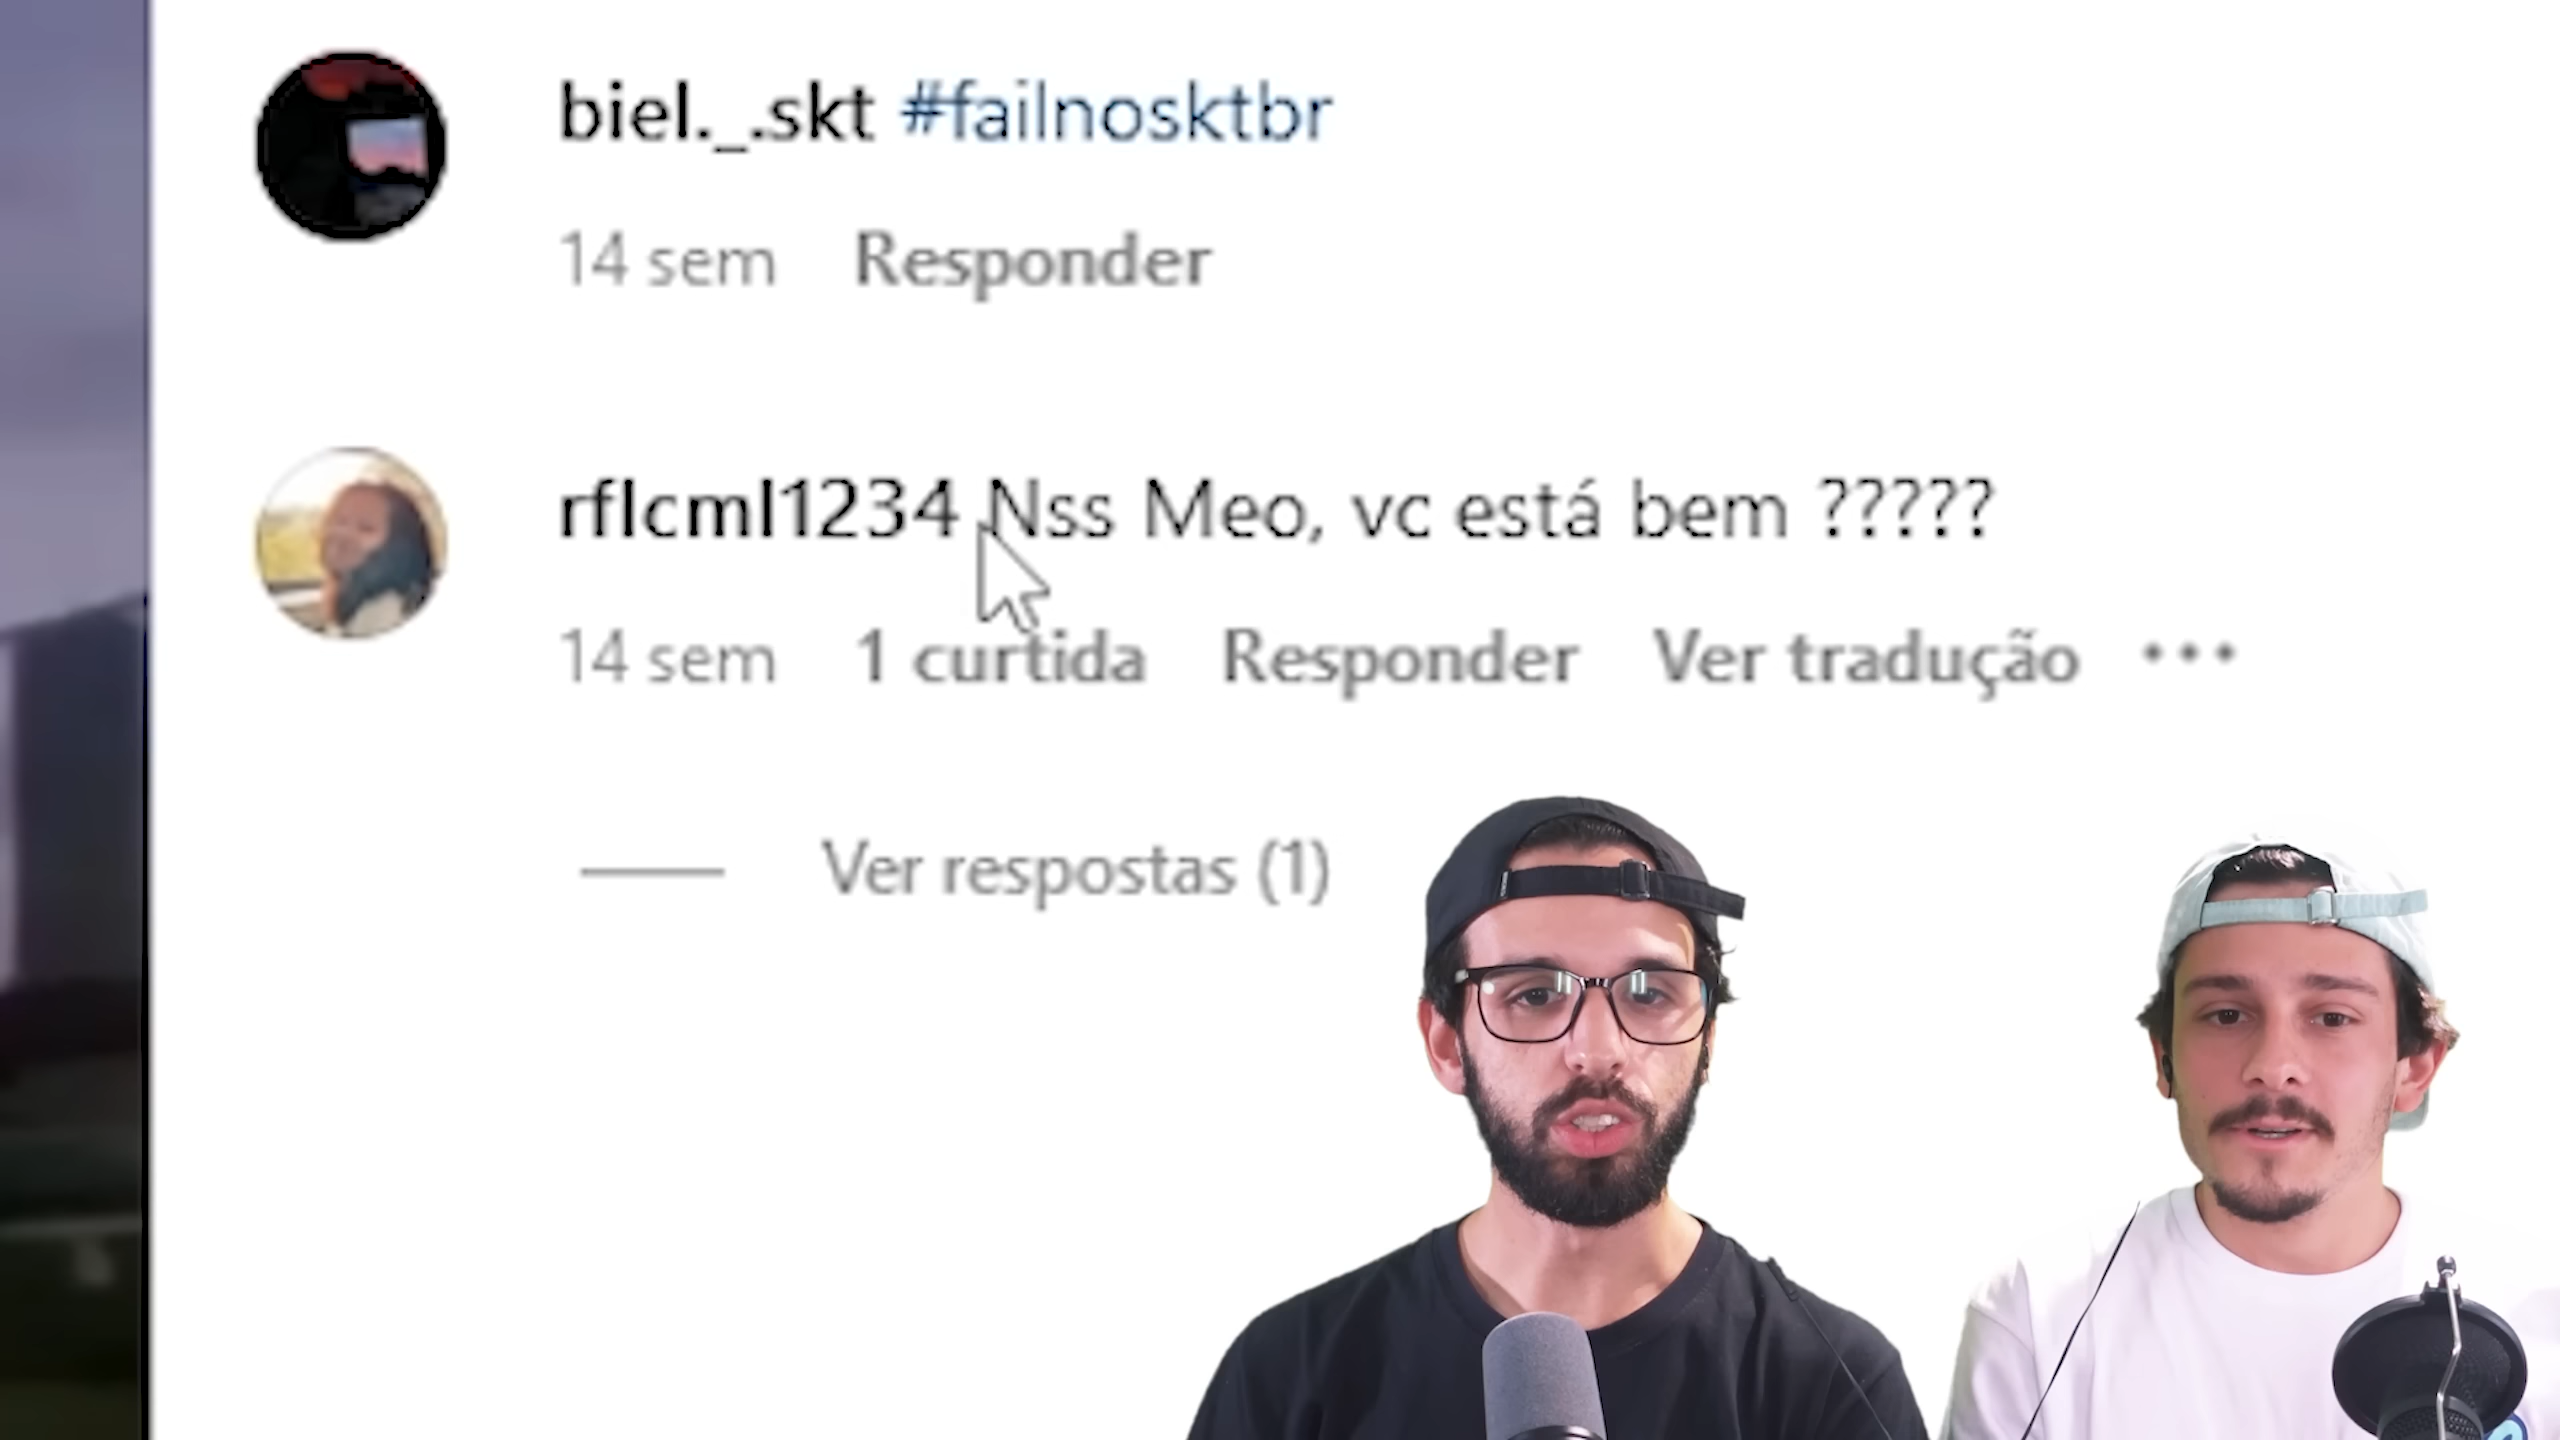 biel._.skt #failnosktbr
14 sem Responder
rflcml1234 Nss Meo, vc está bem ?????
14 sem 1 curtida Responder Ver tradução •••
Ver respostas (1)